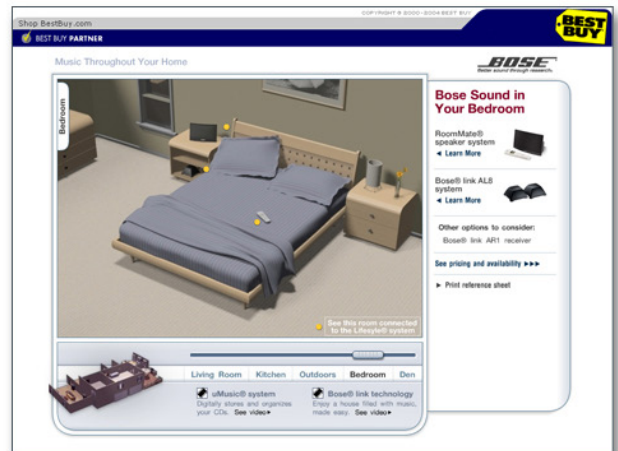 COPYRIGHT © 2000-2004 BEST BUY
Shop BestBuy.com
BEST BUY
BEST BUY PARTNER
Music Throughout Your Home
BOSE
Better sound through research.
Bedroom
Bose Sound in
Your Bedroom
RoomMate®
speaker system
◄ Learn More
Bose® link AL8
system
◄ Learn More
Other options to consider:
Bose® link AR1 receiver
See pricing and availability ►►►
► Print reference sheet
See this room connected
to the Lifestyle® system
Living Room Kitchen Outdoors Bedroom Den
uMusic® system
Digitally stores and organizes
your CDs. See video►
Bose® link technology
Enjoy a house filled with music,
made easy. See video►